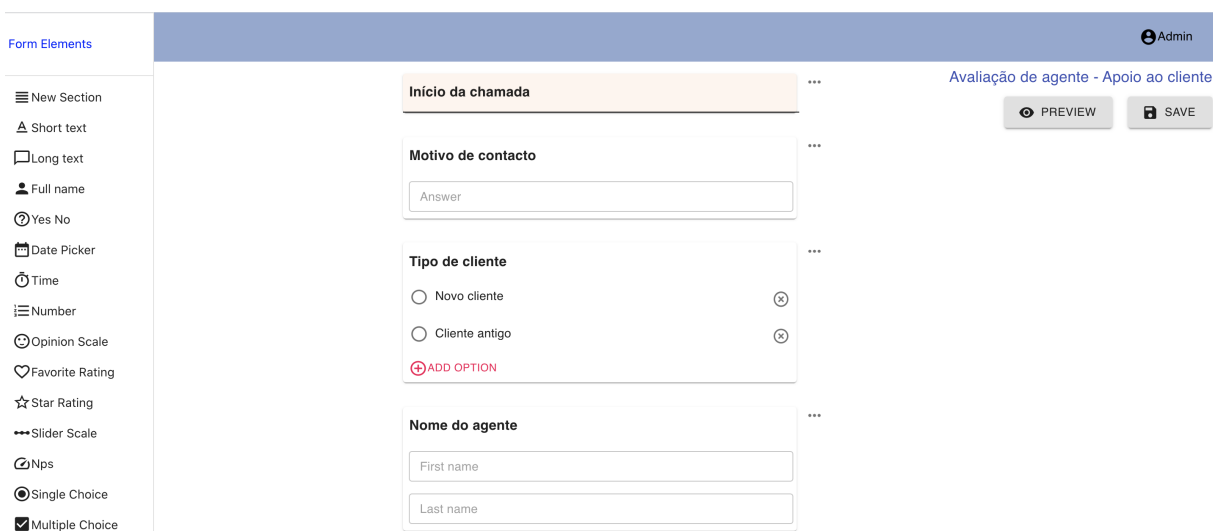 Form Elements
Admin
New Section
Short text
Long text
Full name
Yes No
Date Picker
Time
Number
Opinion Scale
Favorite Rating
Star Rating
Slider Scale
Nps
Single Choice
Multiple Choice
Início da chamada
Motivo de contacto
Answer
Tipo de cliente
Novo cliente
Cliente antigo
ADD OPTION
Nome do agente
First name
Last name
Avaliação de agente - Apoio ao cliente
PREVIEW
SAVE